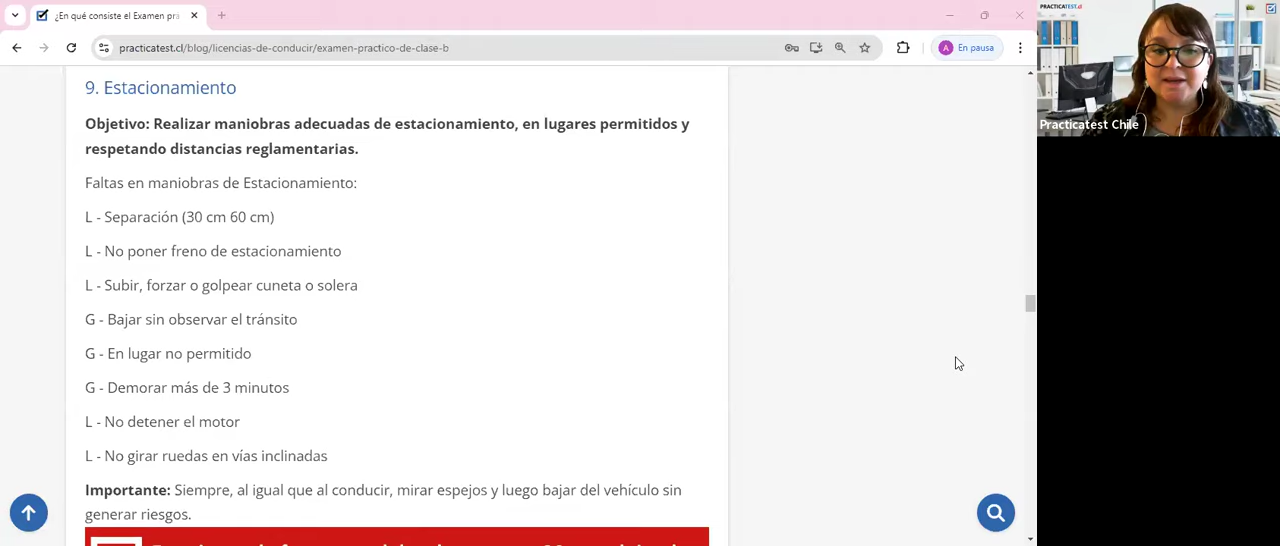 ¿En qué consiste el Examen pra
practicatest.cl/blog/licencias-de-conducir/examen-practico-de-clase-b
A
En pausa
PRACTICATEST.cl
Practicatest Chile
9. Estacionamiento
Objetivo: Realizar maniobras adecuadas de estacionamiento, en lugares permitidos y
respetando distancias reglamentarias.
Faltas en maniobras de Estacionamiento:
L - Separación (30 cm 60 cm)
L - No poner freno de estacionamiento
L - Subir, forzar o golpear cuneta o solera
G - Bajar sin observar el tránsito
G - En lugar no permitido
G - Demorar más de 3 minutos
L - No detener el motor
L - No girar ruedas en vías inclinadas
Importante: Siempre, al igual que al conducir, mirar espejos y luego bajar del vehículo sin
generar riesgos.